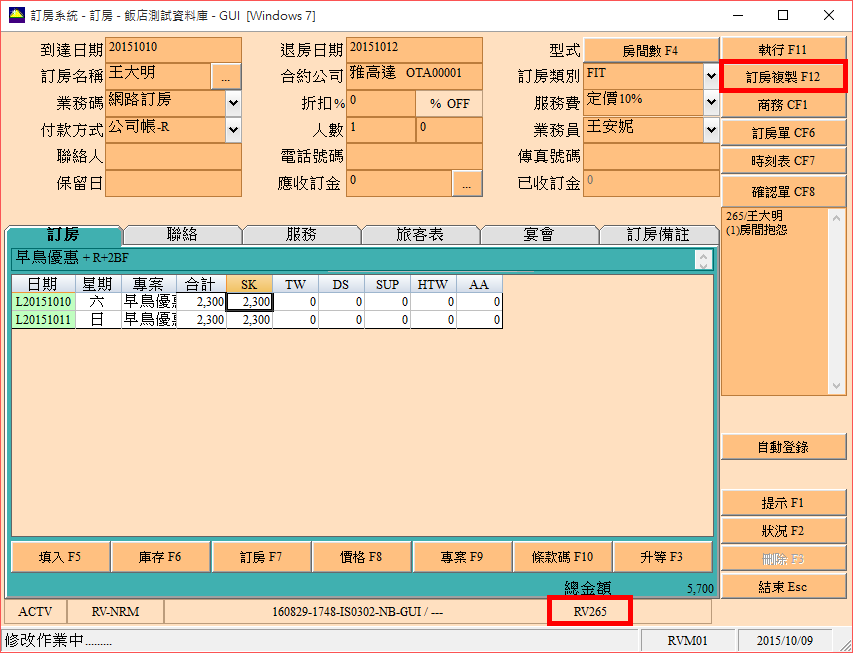 訂房系統 - 訂房 - 飯店測試資料庫 - GUI  [Windows 7]
到達日期 20151010 退房日期 20151012 型式 房間數 F4 執行 F11
訂房名稱 王大明 ... 合約公司 雅高達 OTA00001 訂房類別 FIT 訂房複製 F12
業務碼 網路訂房 折扣% 0 % OFF 服務費 定價10% 商務 CF1
付款方式 公司帳-R 人數 1 0 業務員 王安妮 訂房單 CF6
聯絡人 電話號碼 傳真號碼 時刻表 CF7
保留日 應收訂金 0 ... 已收訂金 0 確認單 CF8
265/王大明
(1)房間抱怨
訂房 聯絡 服務 旅客表 宴會 訂房備註
早鳥優惠 + R+2BF
日期 星期 專案 合計 SK TW DS SUP HTW AA
L20151010 六 早鳥優惠 2,300 2,300 0 0 0 0 0
L20151011 日 早鳥優惠 2,300 2,300 0 0 0 0 0
自動登錄
提示 F1
狀況 F2
刪除 F3
結束 Esc
填入 F5 庫存 F6 訂房 F7 價格 F8 專案 F9 條款碼 F10 升等 F3
總金額 5,700
ACTV RV-NRM 160829-1748-IS0302-NB-GUI / --- RV265
修改作業中......... RVM01 2015/10/09